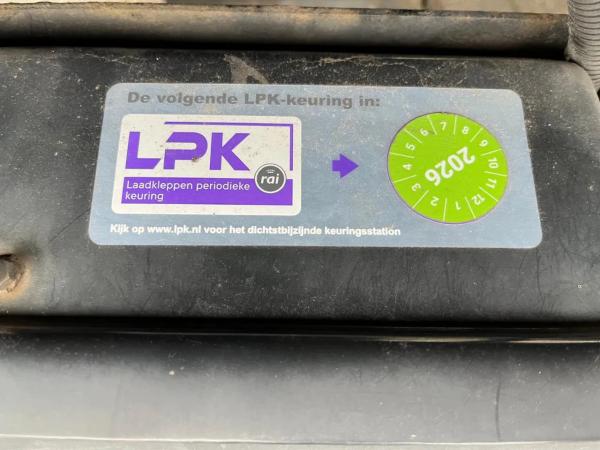 De volgende LPK-keuring in:
LPK
Laadkleppen periodieke
keuring
rai
2026
1 2 3 4 5 6 7 8 9 10 11 12
Kijk op www.lpk.nl voor het dichtstbijzijnde keuringsstation